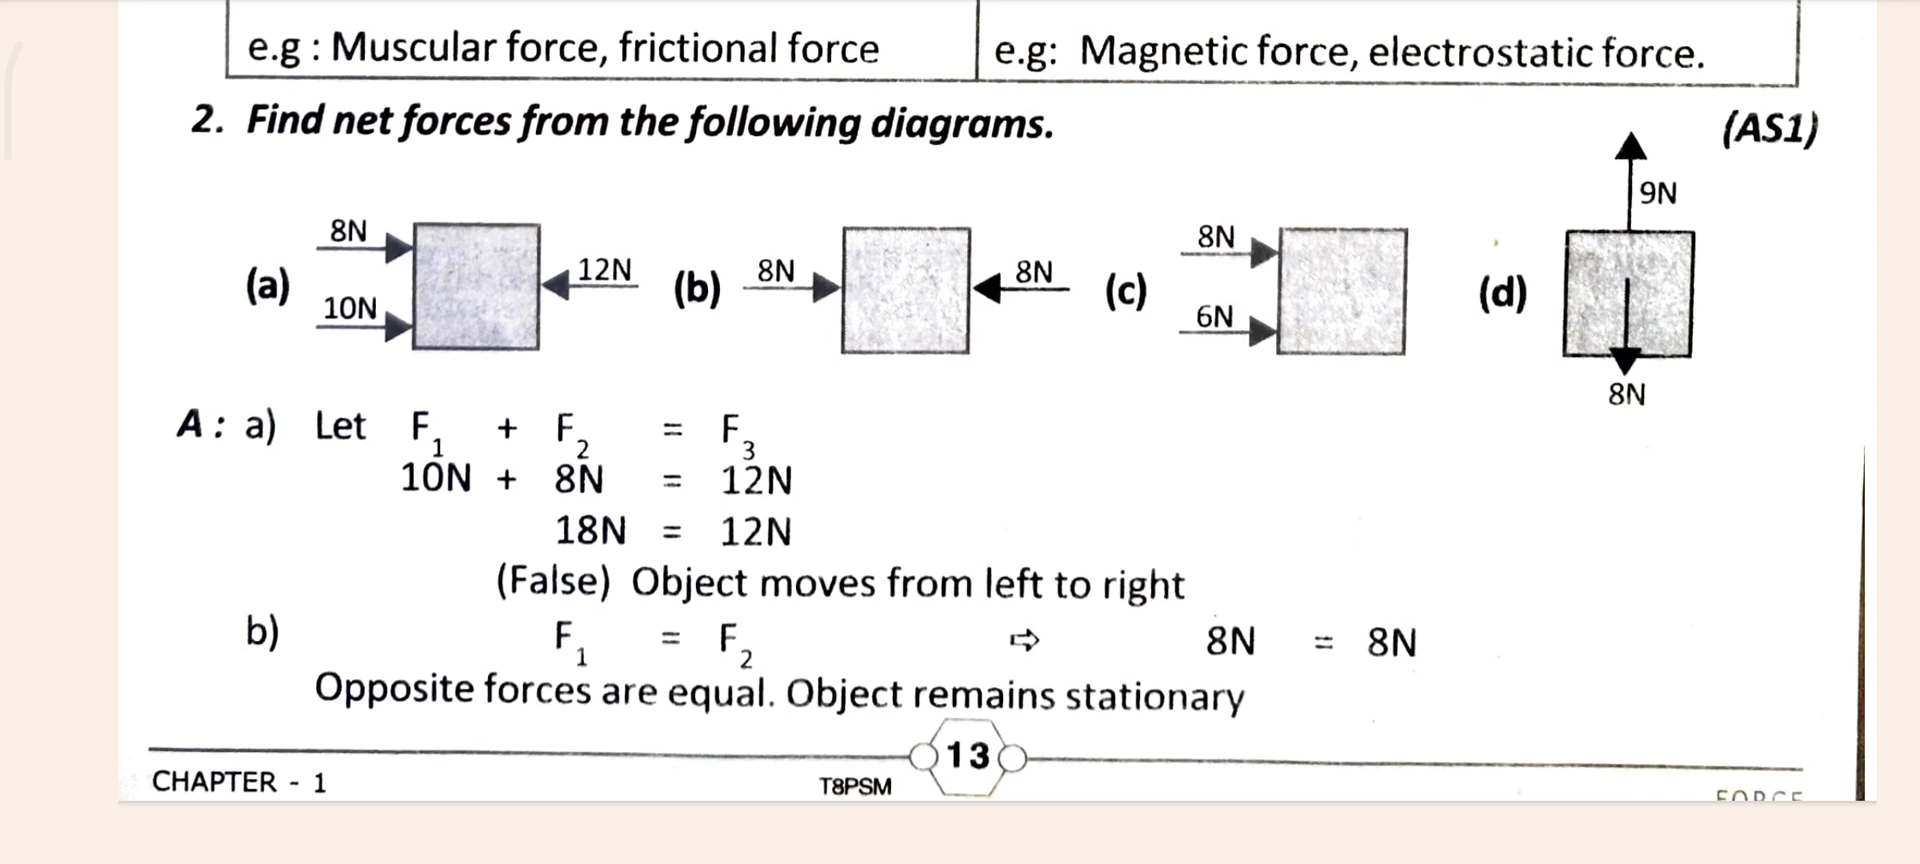 e.g : Muscular force, frictional force
e.g: Magnetic force, electrostatic force.
2. Find net forces from the following diagrams. (AS1)
(a) 8N 10N 12N (b) 8N 8N (c) 8N 6N (d) 9N 8N
A : a) Let F₁ + F₂ = F₃
10N + 8N = 12N
18N = 12N
(False) Object moves from left to right
b) F₁ = F₂ ⇨ 8N = 8N
Opposite forces are equal. Object remains stationary
13
CHAPTER - 1 T8PSM FORCE